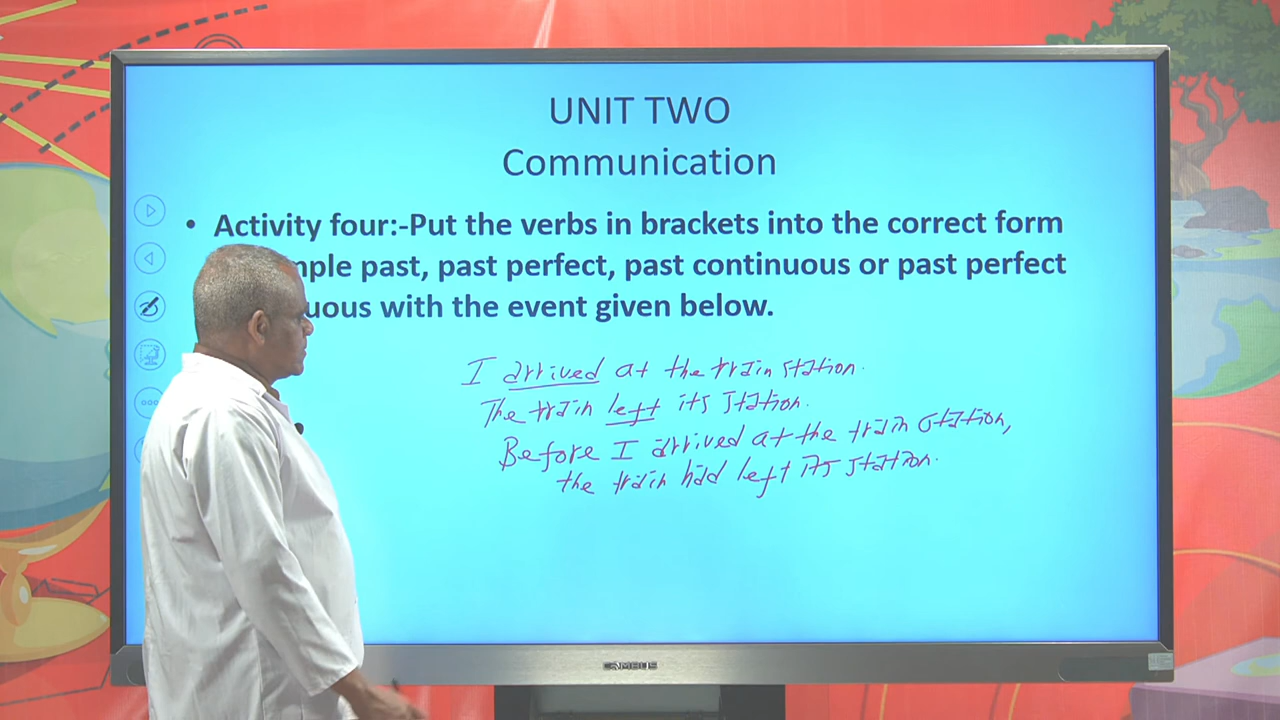 UNIT TWO
Communication
• Activity four:-Put the verbs in brackets into the correct form
past, past perfect, past continuous or past perfect
with the event given below.
I arrived at the train station.
The train left its station.
Before I arrived at the train station,
the train had left its station.